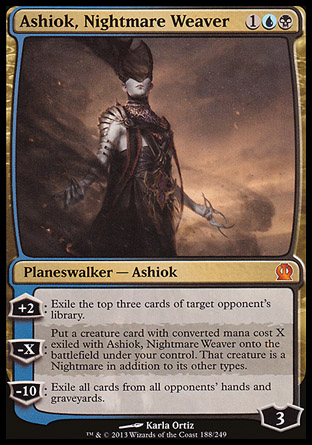 Ashiok, Nightmare Weaver 1
Planeswalker — Ashiok
+2 : Exile the top three cards of target opponent's
library.
Put a creature card with converted mana cost X
-X : exiled with Ashiok, Nightmare Weaver onto the
battlefield under your control. That creature is a
Nightmare in addition to its other types.
-10 : Exile all cards from all opponents' hands and
graveyards.
Karla Ortiz
™ & © 2013 Wizards of the Coast 188/249
3